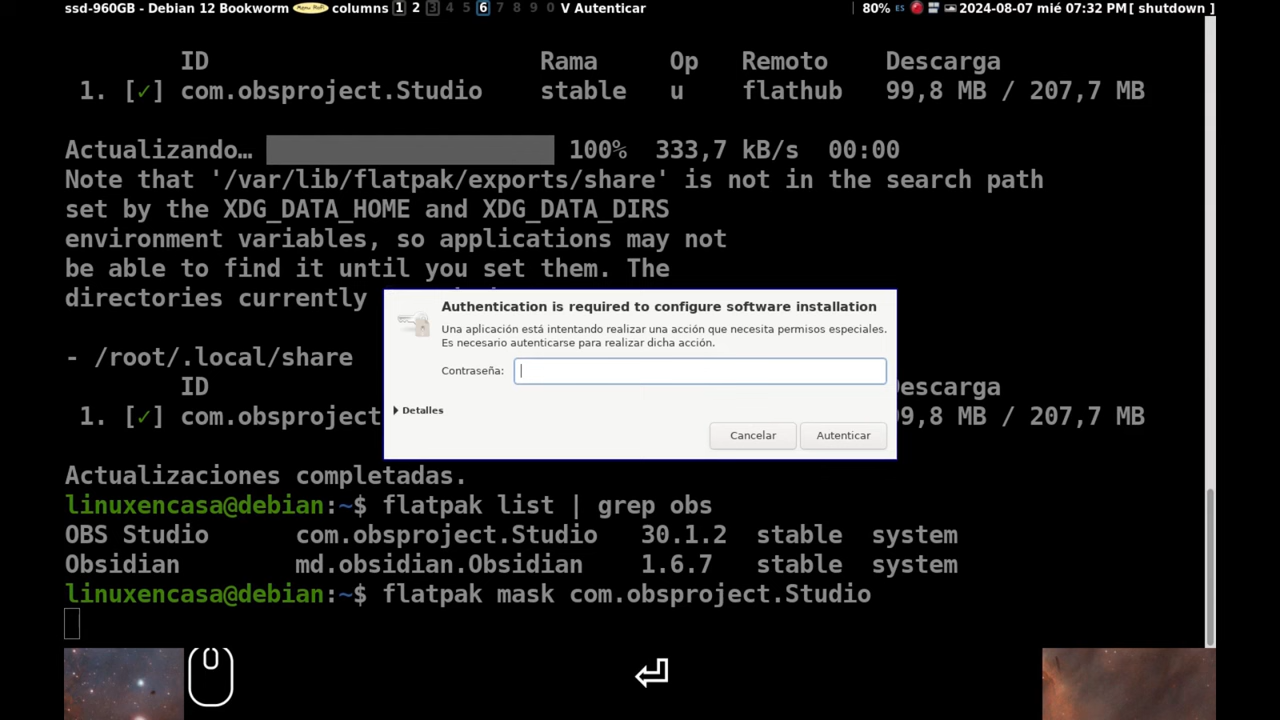 ssd-960GB - Debian 12 Bookworm Menu columns 1 2 3 4 5 6 7 8 9 0 V Autenticar 80% ES 2024-08-07 mié 07:32 PM[ shutdown ]
ID Rama Op Remoto Descarga
1. [✓] com.obsproject.Studio stable u flathub 99,8 MB / 207,7 MB
Actualizando… 100% 333,7 kB/s 00:00
Note that '/var/lib/flatpak/exports/share' is not in the search path
set by the XDG_DATA_HOME and XDG_DATA_DIRS
environment variables, so applications may not
be able to find it until you set them. The
directories currently
- /root/.local/share
ID escarga
1. [✓] com.obsproject 99,8 MB / 207,7 MB
Authentication is required to configure software installation
Una aplicación está intentando realizar una acción que necesita permisos especiales.
Es necesario autenticarse para realizar dicha acción.
Contraseña:
Detalles
Cancelar Autenticar
Actualizaciones completadas.
linuxencasa@debian:~$ flatpak list | grep obs
OBS Studio com.obsproject.Studio 30.1.2 stable system
Obsidian md.obsidian.Obsidian 1.6.7 stable system
linuxencasa@debian:~$ flatpak mask com.obsproject.Studio